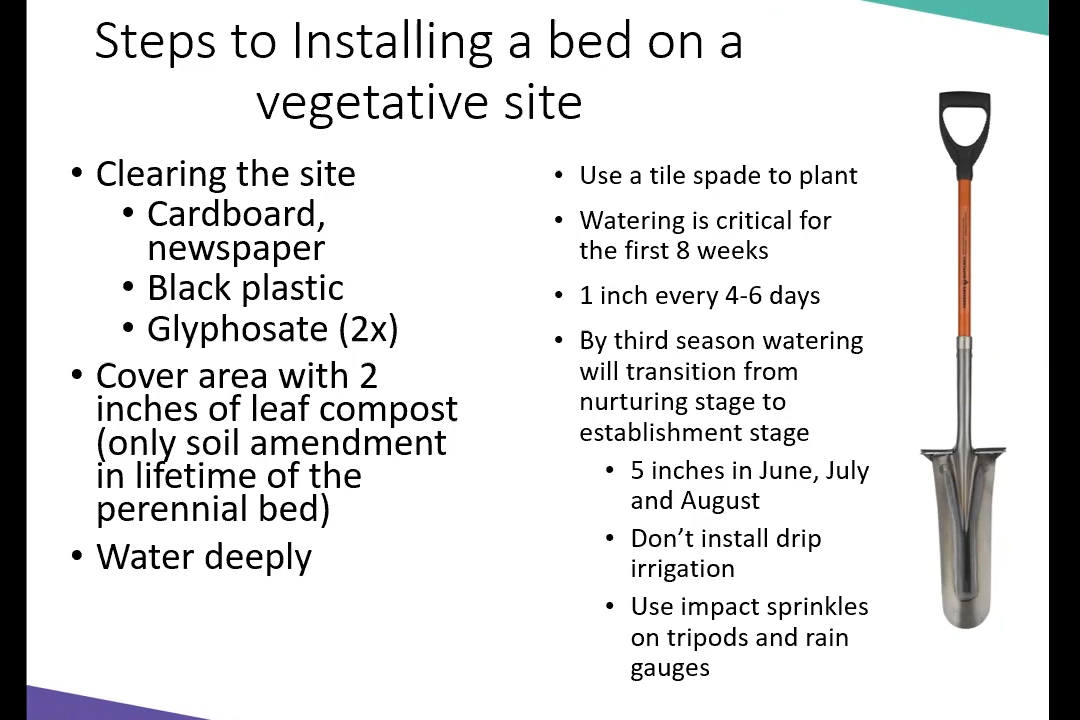 Steps to Installing a bed on a
vegetative site
• Clearing the site
• Cardboard,
newspaper
• Black plastic
• Glyphosate (2x)
• Cover area with 2
inches of leaf compost
(only soil amendment
in lifetime of the
perennial bed)
• Water deeply
• Use a tile spade to plant
• Watering is critical for
the first 8 weeks
• 1 inch every 4-6 days
• By third season watering
will transition from
nurturing stage to
establishment stage
• 5 inches in June, July
and August
• Don’t install drip
irrigation
• Use impact sprinkles
on tripods and rain
gauges